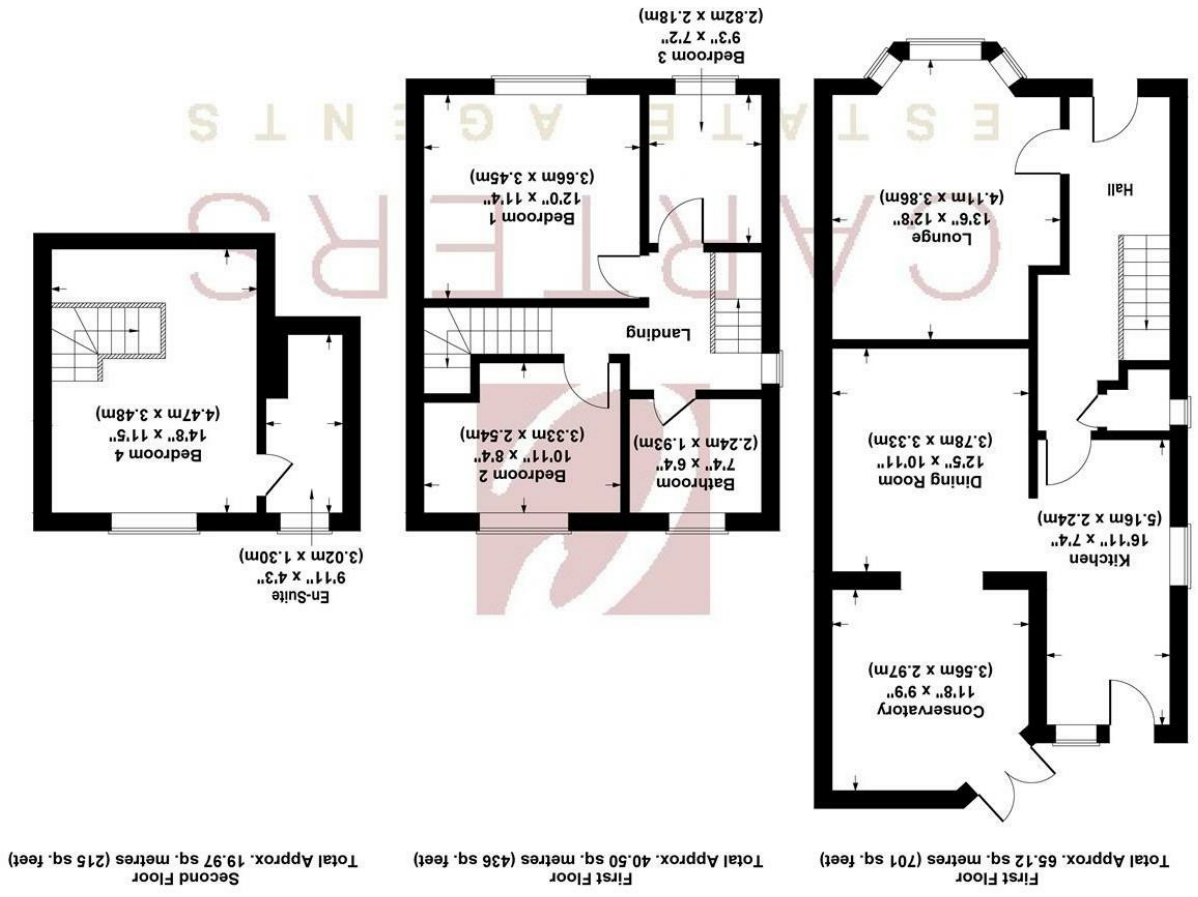 First Floor
Total Approx. 65.12 sq. metres (701 sq. feet)
Conservatory
11'8" x 9'9"
(3.56m x 2.97m)
Kitchen
16'11" x 7'4"
(5.16m x 2.24m)
Dining Room
12'5" x 10'11"
(3.78m x 3.33m)
Lounge
13'6" x 12'8"
(4.11m x 3.86m)
Hall
First Floor
Total Approx. 40.50 sq. metres (436 sq. feet)
Bathroom
7'4" x 6'4"
(2.24m x 1.93m)
Bedroom 2
10'11" x 8'4"
(3.33m x 2.54m)
Landing
Bedroom 1
12'0" x 11'4"
(3.66m x 3.45m)
Bedroom 3
9'3" x 7'2"
(2.82m x 2.18m)
Second Floor
Total Approx. 19.97 sq. metres (215 sq. feet)
En-Suite
9'11" x 4'3"
(3.02m x 1.30m)
Bedroom 4
14'8" x 11'5"
(4.47m x 3.48m)
CARTERS
ESTATE AGENTS